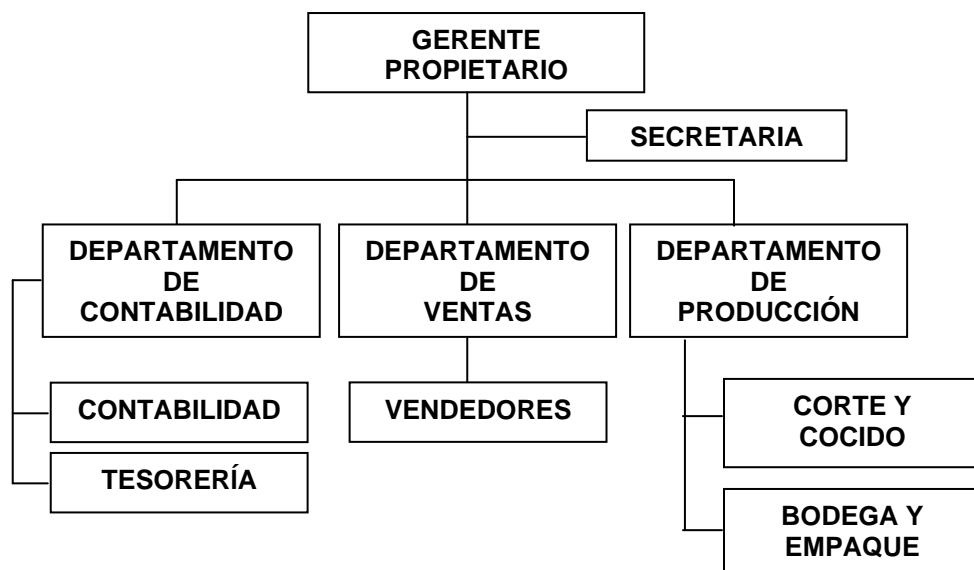 GERENTE
PROPIETARIO
SECRETARIA
DEPARTAMENTO
DE
CONTABILIDAD
DEPARTAMENTO
DE
VENTAS
DEPARTAMENTO
DE
PRODUCCIÓN
CONTABILIDAD
TESORERÍA
VENDEDORES
CORTE Y
COCIDO
BODEGA Y
EMPAQUE